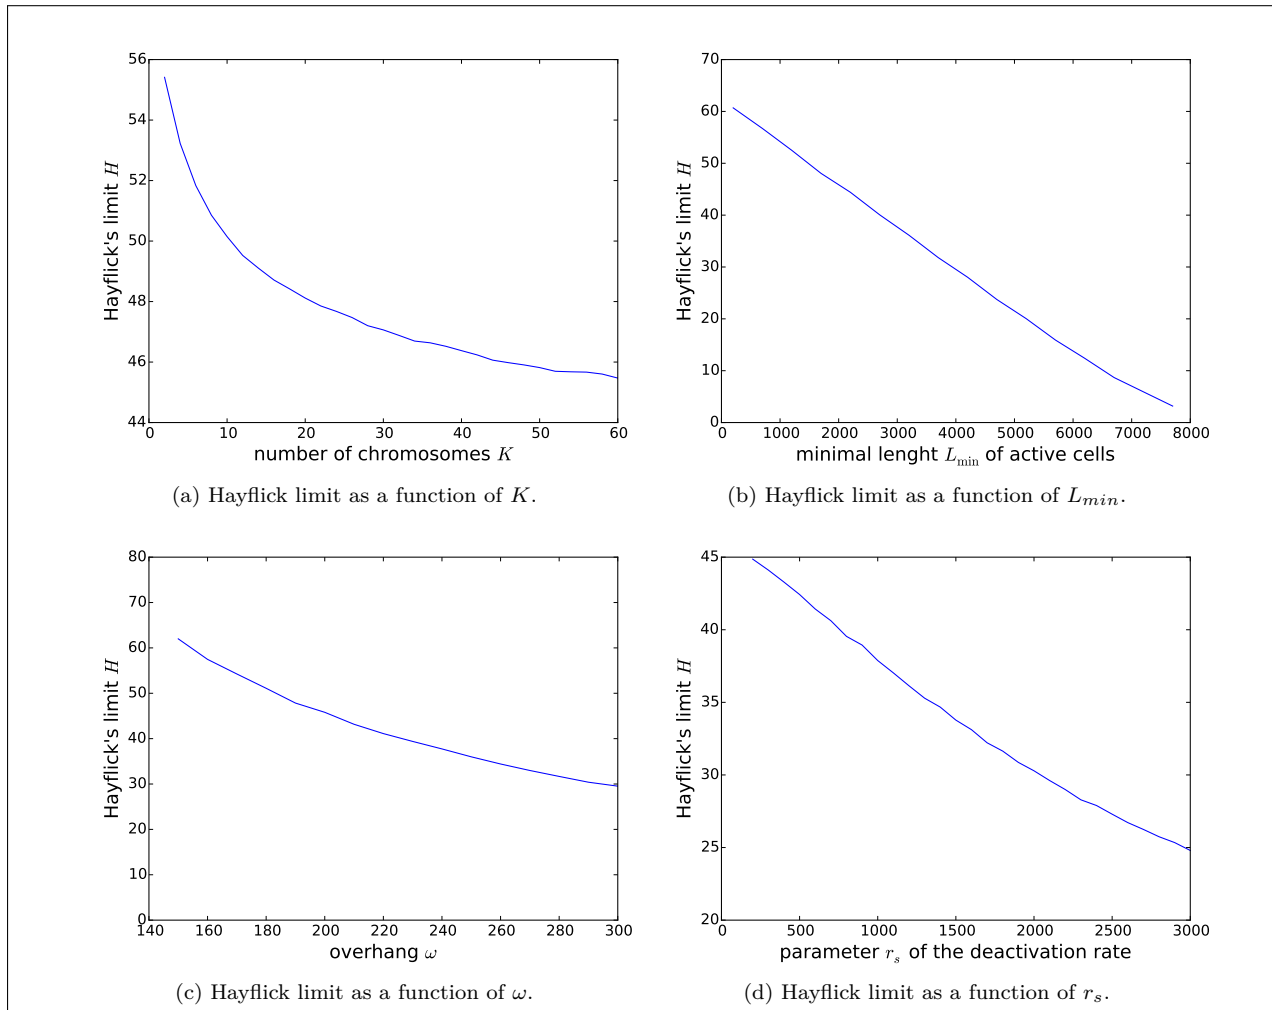 56
54
52
50
48
46
44
0 10 20 30 40 50 60
Hayflick's limit H
number of chromosomes K
(a) Hayflick limit as a function of K.
70
60
50
40
30
20
10
0
0 1000 2000 3000 4000 5000 6000 7000 8000
Hayflick's limit H
minimal lenght L_min of active cells
(b) Hayflick limit as a function of L_min.
80
70
60
50
40
30
20
10
0
140 160 180 200 220 240 260 280 300
Hayflick's limit H
overhang ω
(c) Hayflick limit as a function of ω.
45
40
35
30
25
20
0 500 1000 1500 2000 2500 3000
Hayflick's limit H
parameter r_s of the deactivation rate
(d) Hayflick limit as a function of r_s.